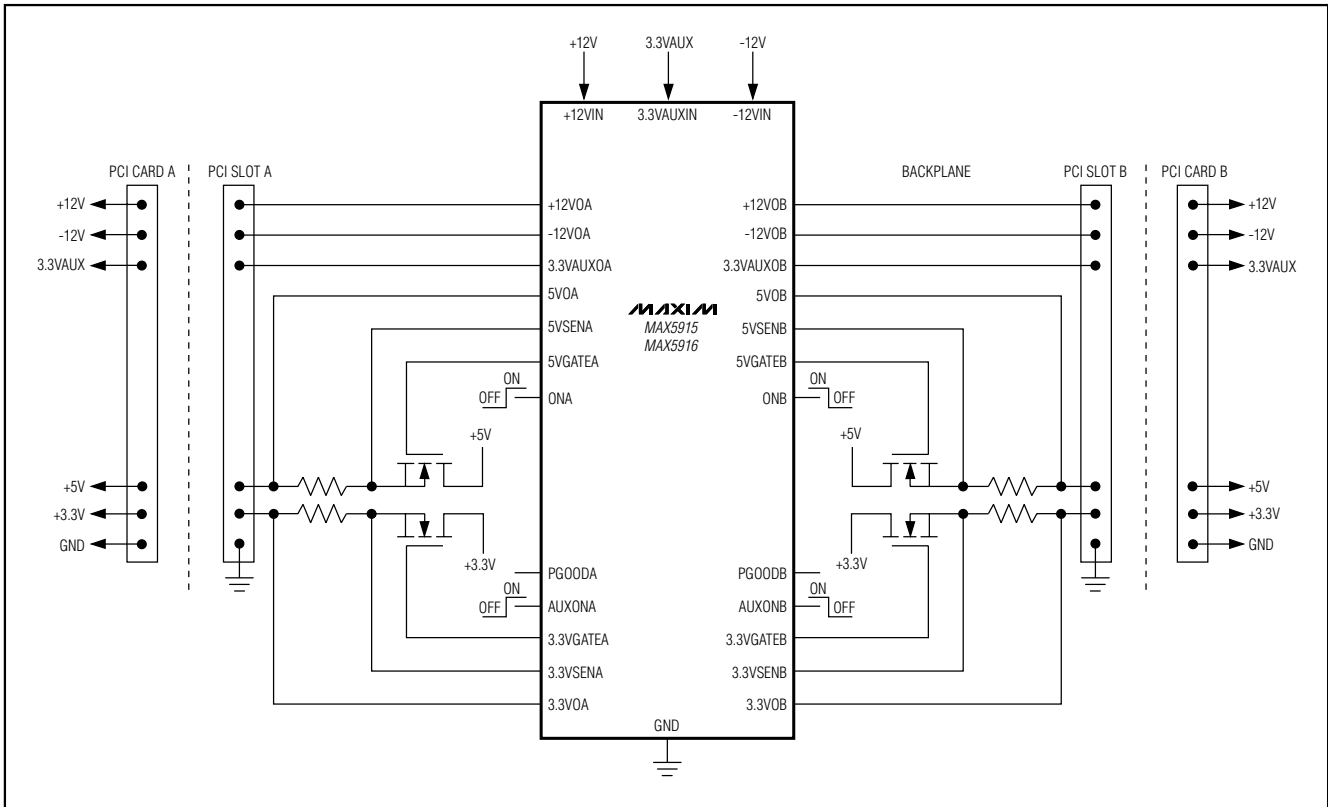 +12V 3.3VAUX -12V
+12VIN 3.3VAUXIN -12VIN
PCI CARD A PCI SLOT A BACKPLANE PCI SLOT B PCI CARD B
+12V +12VOA +12VOB +12V
-12V -12VOA -12VOB -12V
3.3VAUX 3.3VAUXOA 3.3VAUXOB 3.3VAUX
5VOA 5VOB
MAXIM
5VSENA MAX5915 5VSENB
MAX5916
5VGATEA 5VGATEB
ON ON
OFF ONA ONB OFF
+5V +5V
+5V +5V
+3.3V +3.3V
GND GND
+3.3V +3.3V
PGOODA PGOODB
ON ON
OFF AUXONA AUXONB OFF
3.3VGATEA 3.3VGATEB
3.3VSENA 3.3VSENB
3.3VOA 3.3VOB
GND